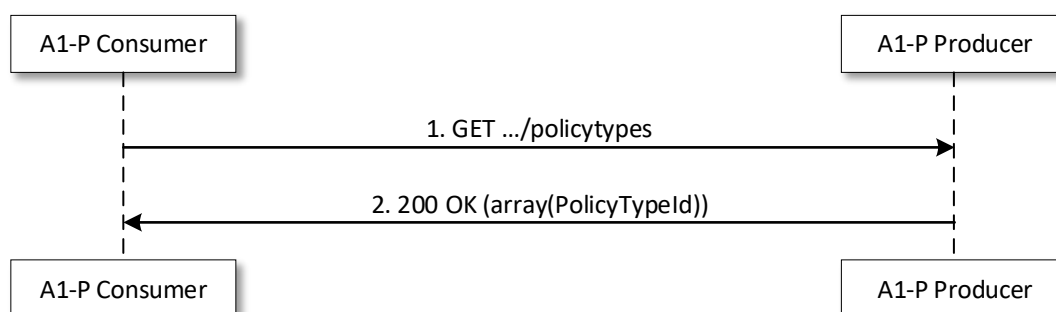 A1-P Consumer
A1-P Producer
1. GET .../policytypes
2. 200 OK (array(PolicyTypeId))
A1-P Consumer
A1-P Producer